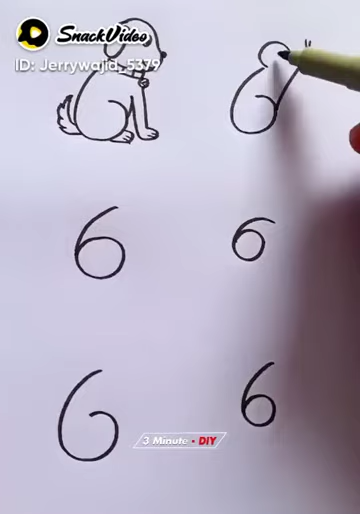 SnackVideo
ID: Jerrywajid_5379
6 6
6 6
3 Minute • DIY